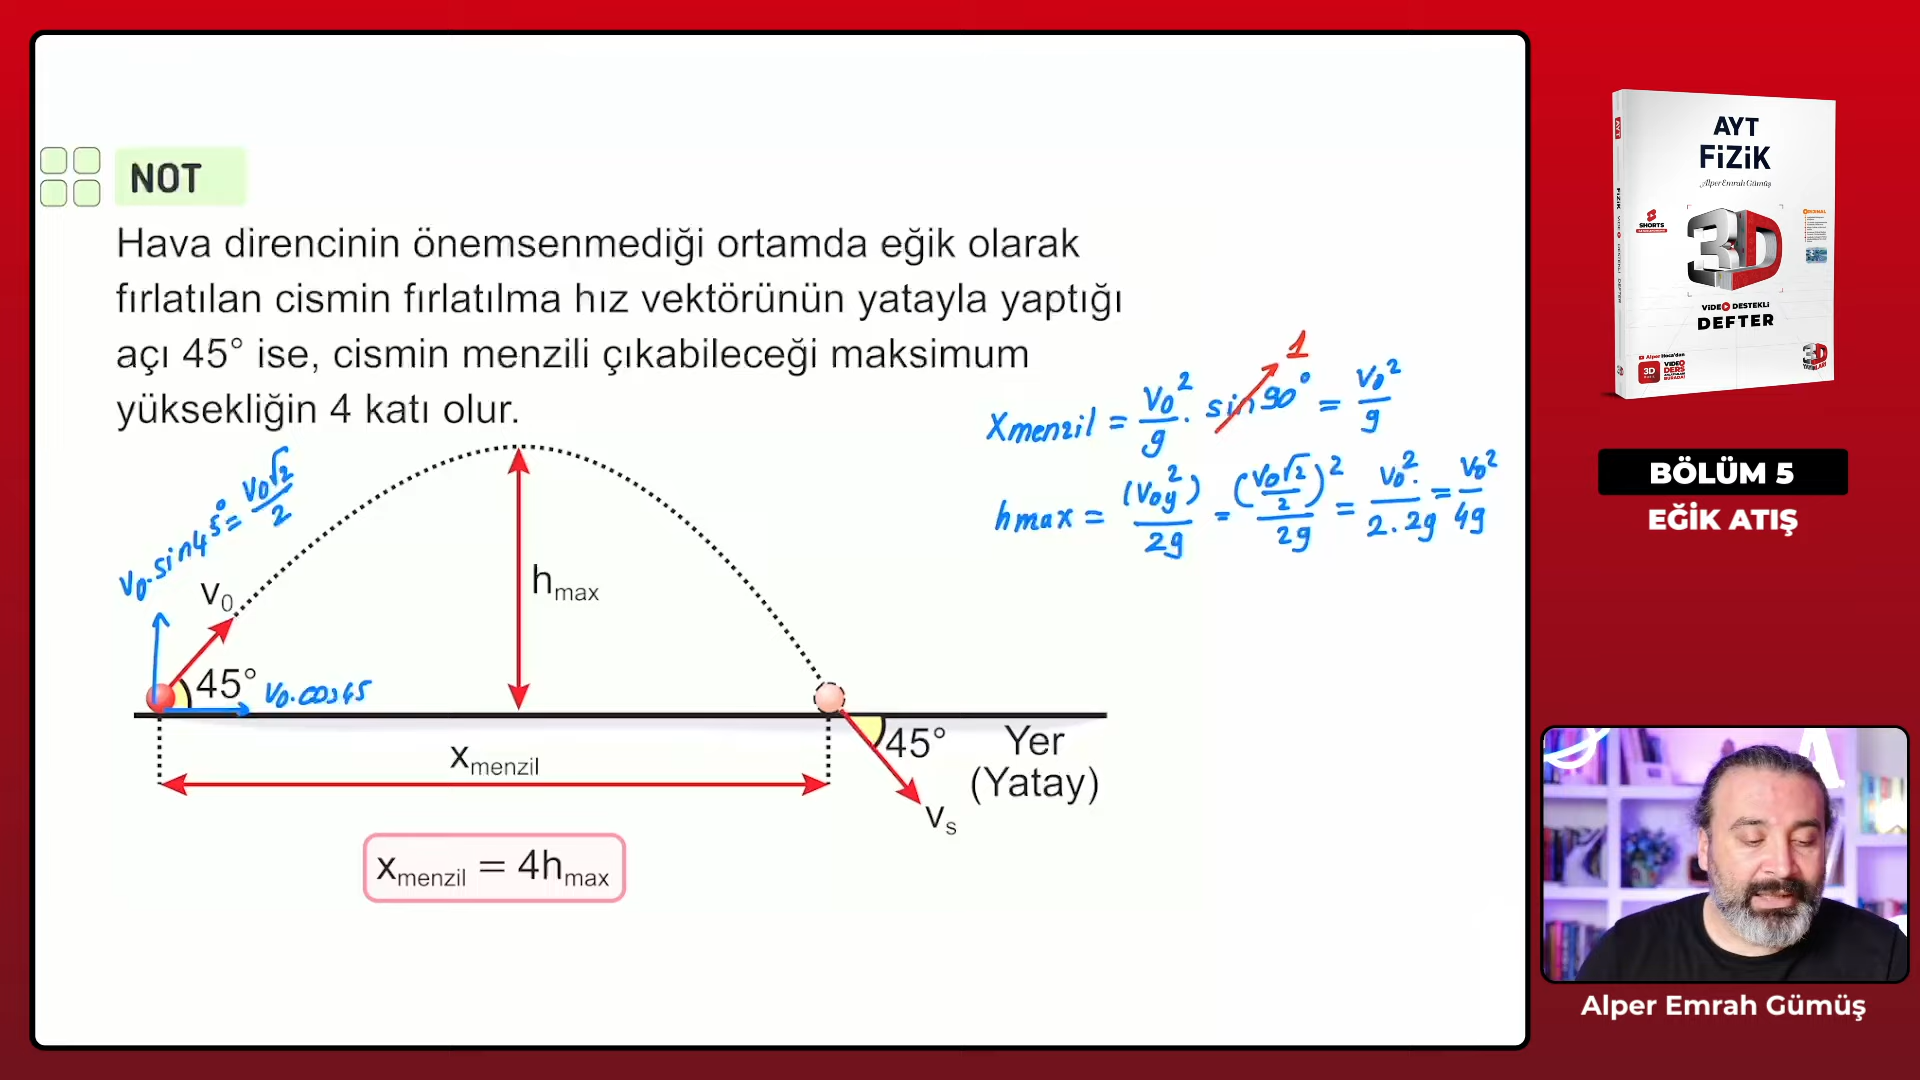 NOT
Hava direncinin önemsenmediği ortamda eğik olarak
fırlatılan cismin fırlatılma hız vektörünün yatayla yaptığı
açı 45° ise, cismin menzili çıkabileceği maksimum
yüksekliğin 4 katı olur.
1
Xmenzil = V₀²/g · sin90° = V₀²/g
hmax = (V₀y²)/2g = (V₀√2/2)²/2g = V₀²·/2.2g = V₀²/4g
V₀·sin45° = V₀√2/2
v₀
hmax
45°
V₀·cos45
xmenzil
45°
Yer
(Yatay)
vs
xmenzil = 4hmax
AYT
FİZİK
Alper Emrah Gümüş
SHORTS
3D
ViDEO DESTEKLi
DEFTER
BÖLÜM 5
EĞİK ATIŞ
Alper Emrah Gümüş